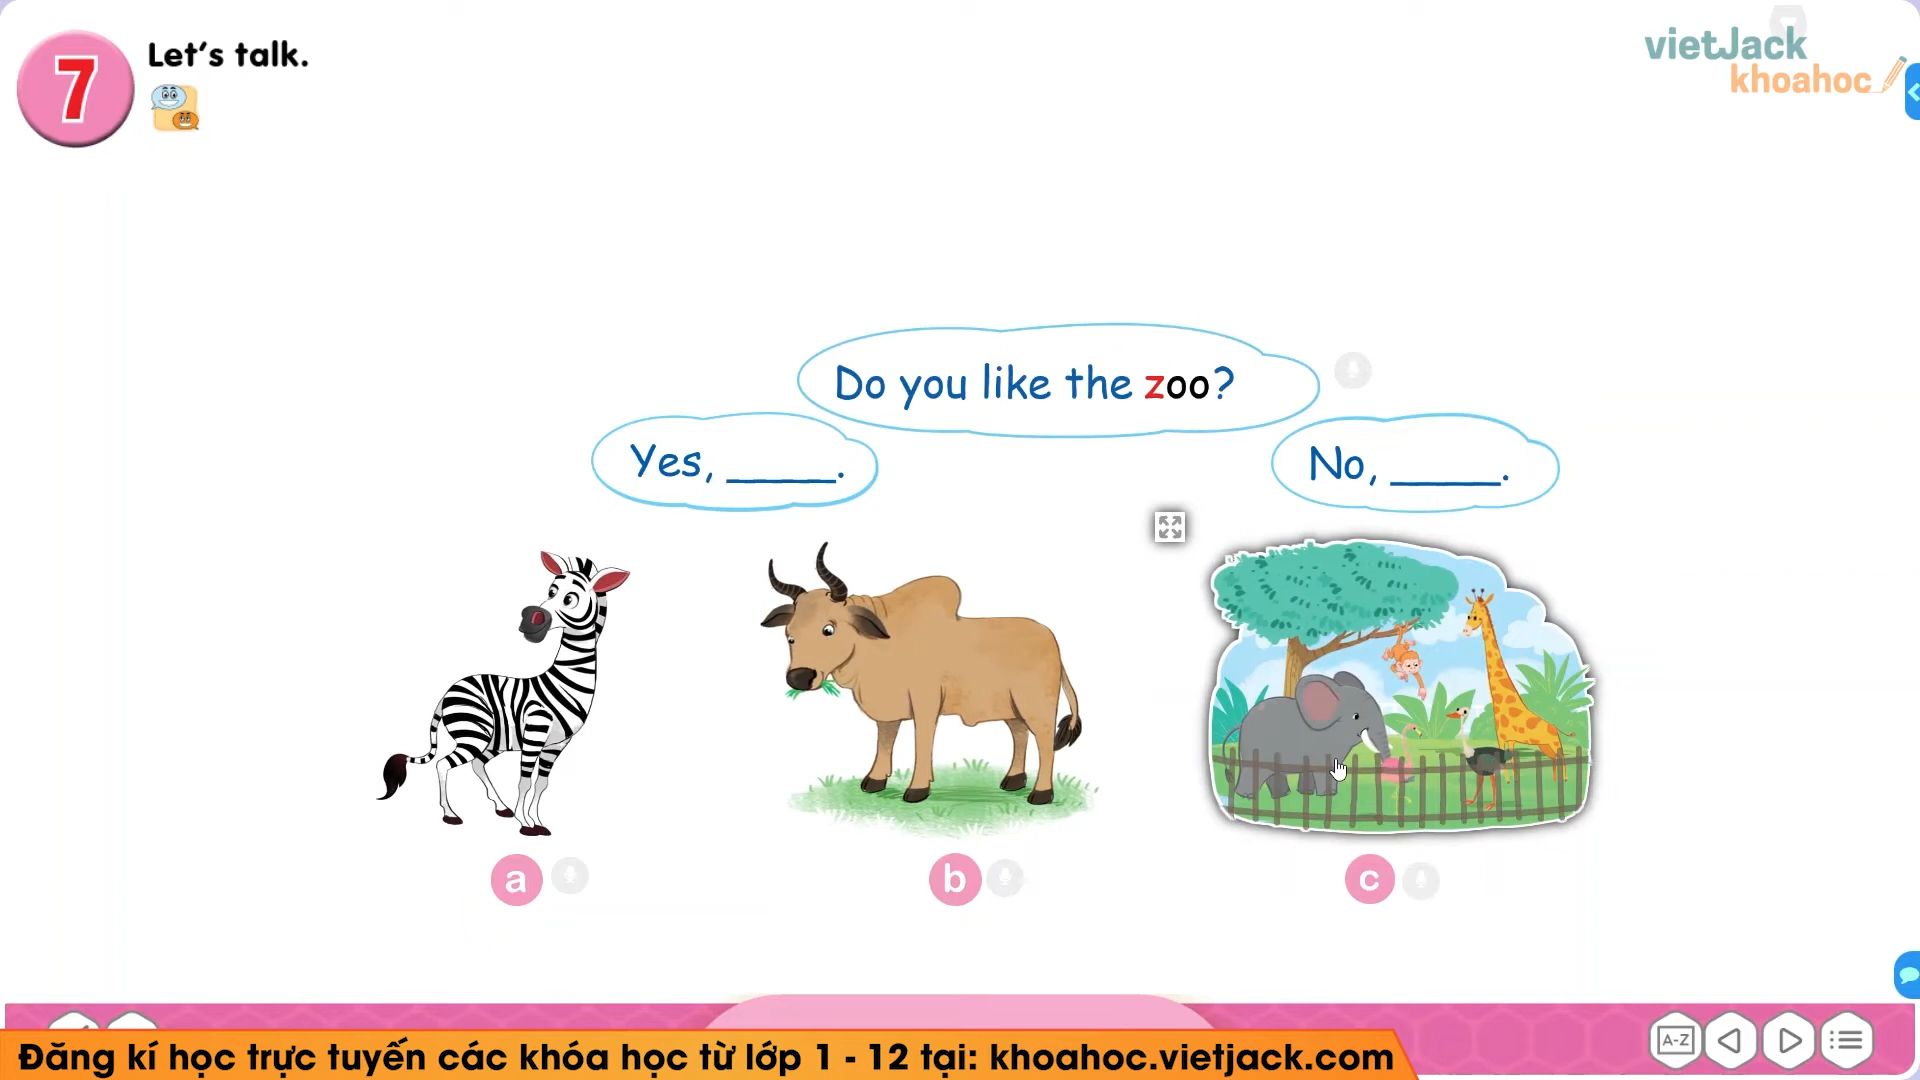 7
Let's talk.
vietJack
khoahoc
Do you like the zoo?
Yes, _____.
No, _____.
a
b
c
A-Z
Đăng kí học trực tuyến các khóa học từ lớp 1 - 12 tại: khoahoc.vietjack.com